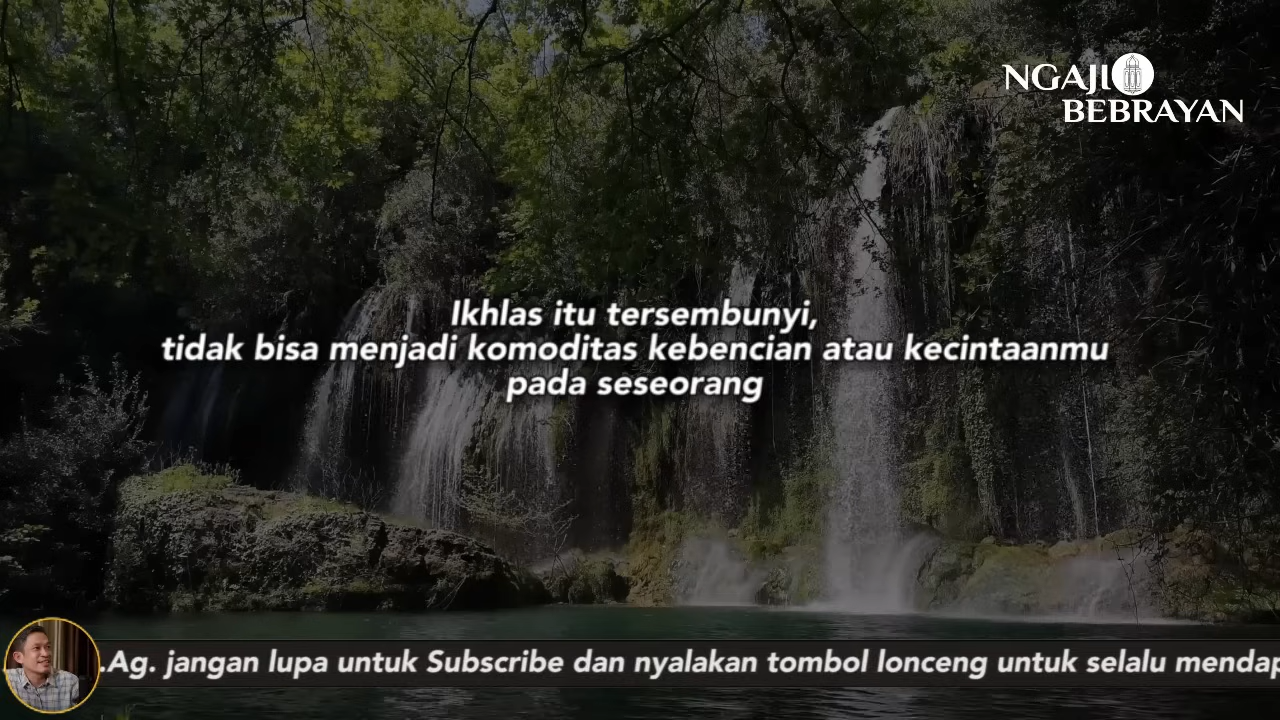 NGAJI
BEBRAYAN
Ikhlas itu tersembunyi,
tidak bisa menjadi komoditas kebencian atau kecintaanmu
pada seseorang
.Ag. jangan lupa untuk Subscribe dan nyalakan tombol lonceng untuk selalu